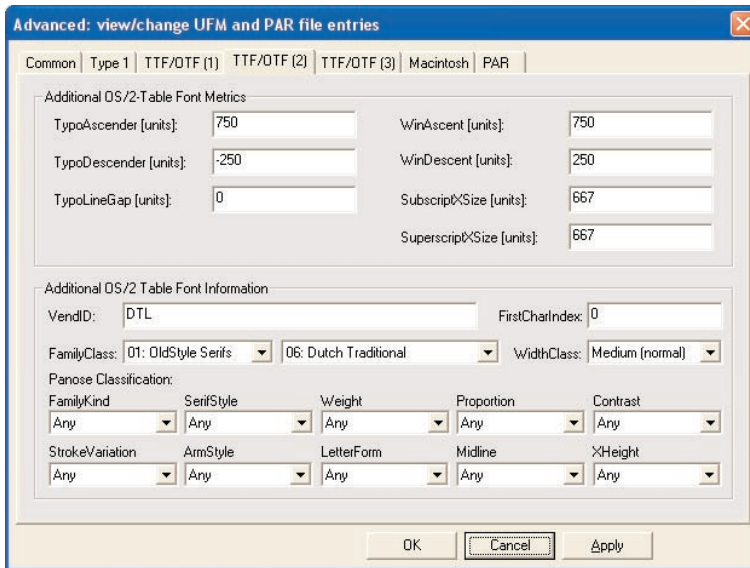 Advanced: view/change UFM and PAR file entries
Common Type 1 TTF/OTF (1) TTF/OTF (2) TTF/OTF (3) Macintosh PAR
Additional OS/2-Table Font Metrics
TypoAscender [units]: 750 WinAscent [units]: 750
TypoDescender [units]: -250 WinDescent [units]: 250
TypoLineGap [units]: 0 SubscriptXSize [units]: 667
SuperscriptXSize [units]: 667
Additional OS/2 Table Font Information
VendID: DTL FirstCharIndex: 0
FamilyClass: 01: OldStyle Serifs 06: Dutch Traditional WidthClass: Medium (normal)
Panose Classification:
FamilyKind SerifStyle Weight Proportion Contrast
Any Any Any Any Any
StrokeVariation ArmStyle LetterForm Midline XHeight
Any Any Any Any Any
OK Cancel Apply